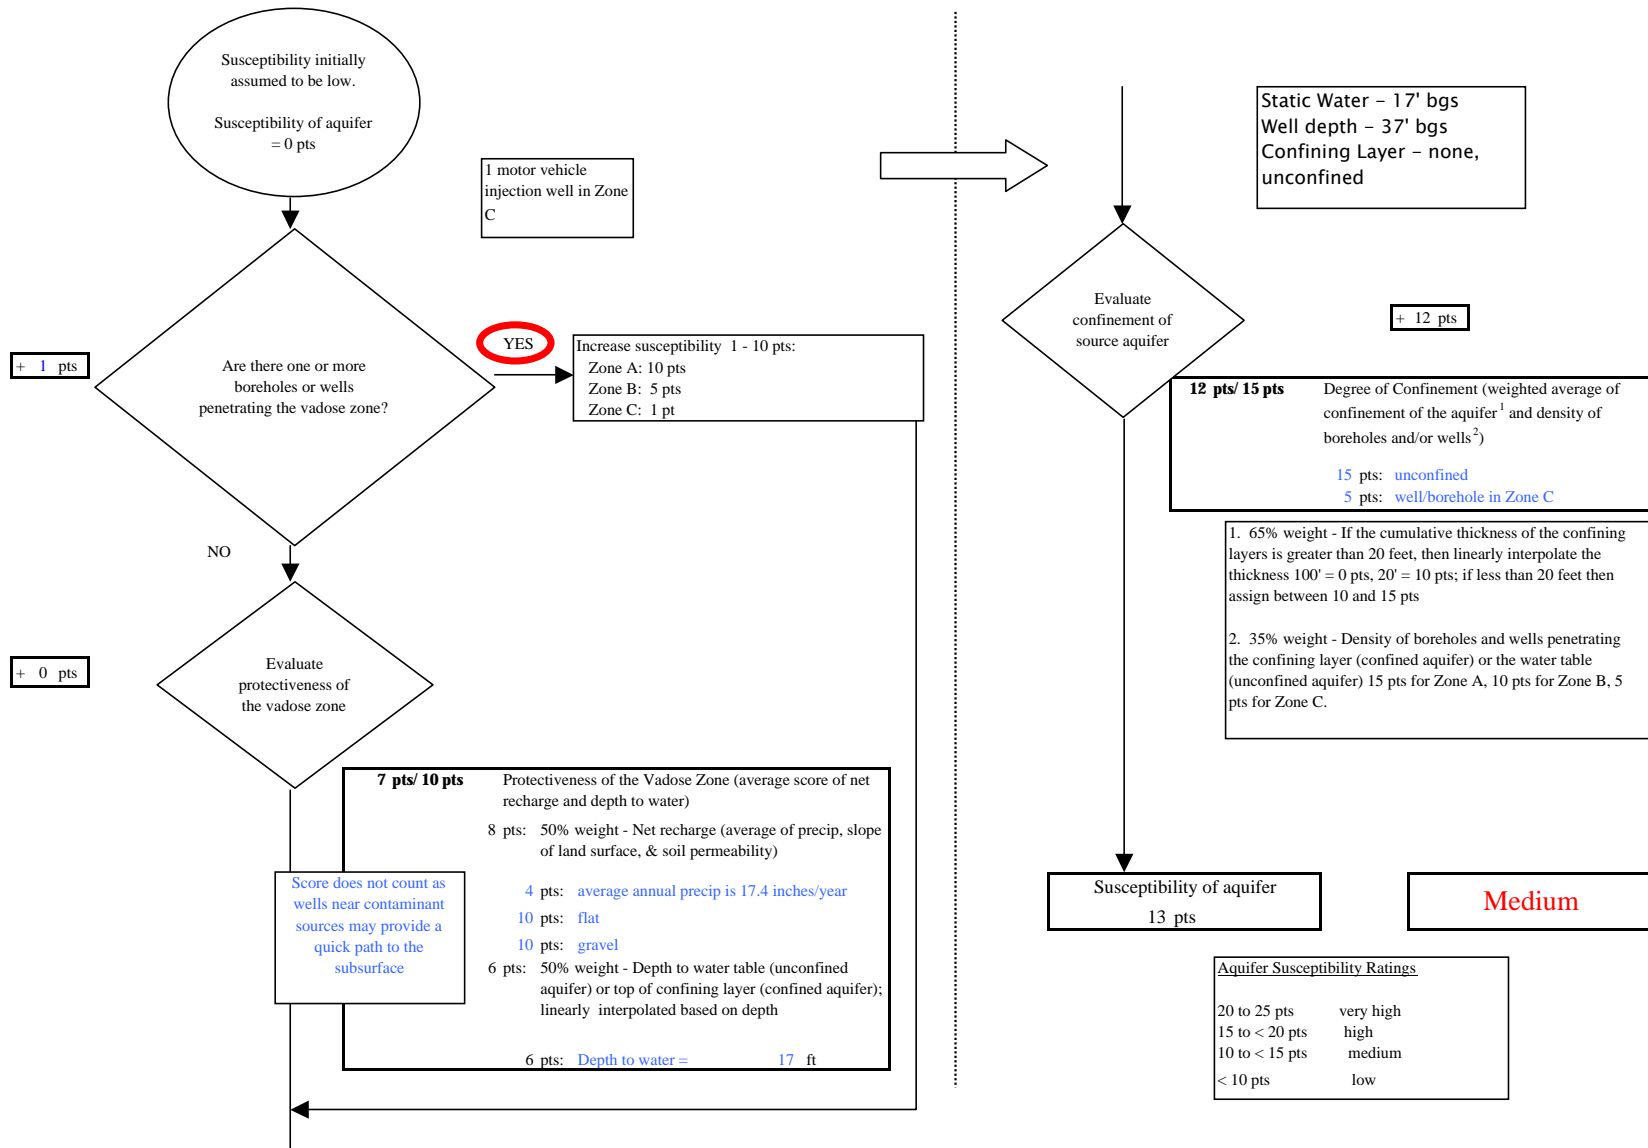 Susceptibility initially
assumed to be low.
Susceptibility of aquifer
= 0 pts
1 motor vehicle
injection well in Zone
C
+ 1 pts
Are there one or more
boreholes or wells
penetrating the vadose zone?
YES
Increase susceptibility 1 - 10 pts:
Zone A: 10 pts
Zone B: 5 pts
Zone C: 1 pt
NO
+ 0 pts
Evaluate
protectiveness of
the vadose zone
7 pts/ 10 pts Protectiveness of the Vadose Zone (average score of net
recharge and depth to water)
8 pts: 50% weight - Net recharge (average of precip, slope
of land surface, & soil permeability)
4 pts: average annual precip is 17.4 inches/year
10 pts: flat
10 pts: gravel
6 pts: 50% weight - Depth to water table (unconfined
aquifer) or top of confining layer (confined aquifer);
linearly interpolated based on depth
6 pts: Depth to water = 17 ft
Score does not count as
wells near contaminant
sources may provide a
quick path to the
subsurface
Static Water – 17' bgs
Well depth – 37' bgs
Confining Layer – none,
unconfined
Evaluate
confinement of
source aquifer
+ 12 pts
12 pts/ 15 pts Degree of Confinement (weighted average of
confinement of the aquifer1 and density of
boreholes and/or wells2)
15 pts: unconfined
5 pts: well/borehole in Zone C
1. 65% weight - If the cumulative thickness of the confining
layers is greater than 20 feet, then linearly interpolate the
thickness 100' = 0 pts, 20' = 10 pts; if less than 20 feet then
assign between 10 and 15 pts
2. 35% weight - Density of boreholes and wells penetrating
the confining layer (confined aquifer) or the water table
(unconfined aquifer) 15 pts for Zone A, 10 pts for Zone B, 5
pts for Zone C.
Susceptibility of aquifer
13 pts
Medium
Aquifer Susceptibility Ratings
20 to 25 pts very high
15 to < 20 pts high
10 to < 15 pts medium
< 10 pts low